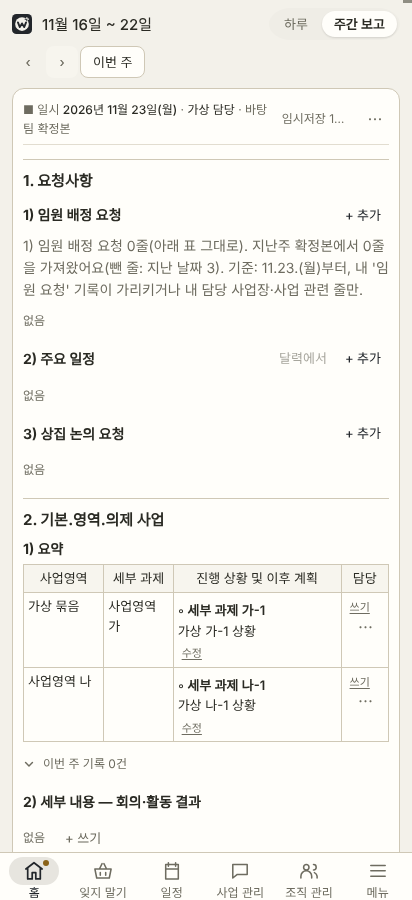 11월 16일 ~ 22일
하루
주간 보고
‹
›
이번 주
■ 일시 2026년 11월 23일(월) · 가상 담당 · 바탕
팀 확정본
임시저장 1…
⋯
1. 요청사항
1) 임원 배정 요청
+ 추가
1) 임원 배정 요청 0줄(아래 표 그대로). 지난주 확정본에서 0줄
을 가져왔어요(뺀 줄: 지난 날짜 3). 기준: 11.23.(월)부터, 내 '임
원 요청' 기록이 가리키거나 내 담당 사업장·사업 관련 줄만.
없음
2) 주요 일정
달력에서
+ 추가
없음
3) 상집 논의 요청
+ 추가
없음
2. 기본.영역.의제 사업
1) 요약
사업영역
세부 과제
진행 상황 및 이후 계획
담당
가상 묶음
사업영역
가
∘ 세부 과제 가-1
가상 가-1 상황
수정
쓰기
⋯
사업영역 나
∘ 세부 과제 나-1
가상 나-1 상황
수정
쓰기
⋯
이번 주 기록 0건
2) 세부 내용 — 회의·활동 결과
없음
+ 쓰기
홈
잊지 말기
일정
사업 관리
조직 관리
메뉴